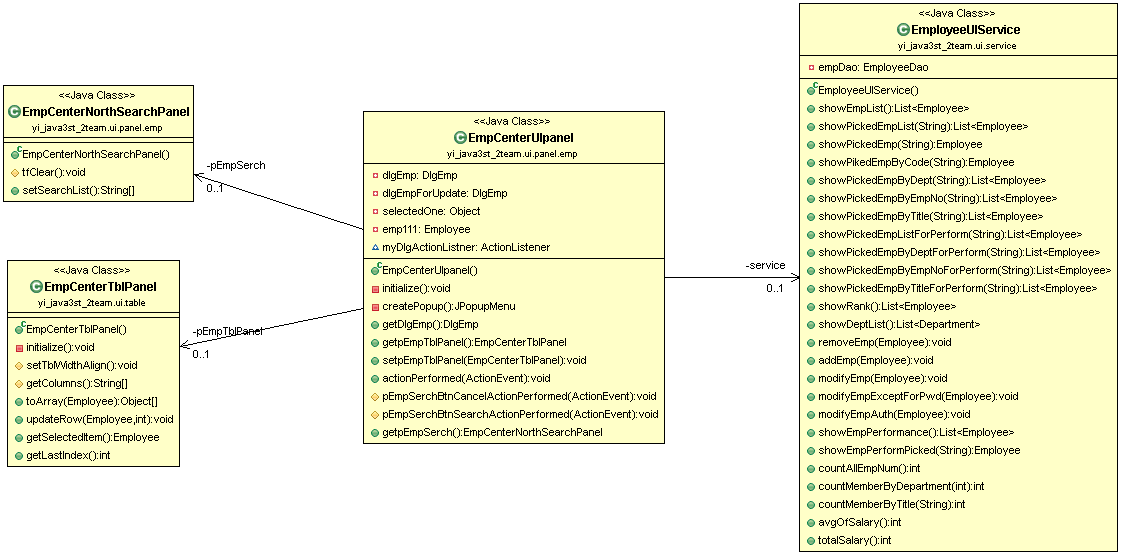 <<Java Class>>
EmpCenterNorthSearchPanel
yi_java3st_2team.ui.panel.emp
EmpCenterNorthSearchPanel()
tfClear():void
setSearchList():String[]
<<Java Class>>
EmpCenterTblPanel
yi_java3st_2team.ui.table
EmpCenterTblPanel()
initialize():void
setTblWidthAlign():void
getColumns():String[]
toArray(Employee):Object[]
updateRow(Employee,int):void
getSelectedItem():Employee
getLastIndex():int
-pEmpSerch
0..1
-pEmpTblPanel
0..1
<<Java Class>>
EmpCenterUIpanel
yi_java3st_2team.ui.panel.emp
dlgEmp: DlgEmp
dlgEmpForUpdate: DlgEmp
selectedOne: Object
emp111: Employee
myDlgActionListner: ActionListener
EmpCenterUIpanel()
initialize():void
createPopup():JPopupMenu
getDlgEmp():DlgEmp
getpEmpTblPanel():EmpCenterTblPanel
setpEmpTblPanel(EmpCenterTblPanel):void
actionPerformed(ActionEvent):void
pEmpSerchBtnCancelActionPerformed(ActionEvent):void
pEmpSerchBtnSearchActionPerformed(ActionEvent):void
getpEmpSerch():EmpCenterNorthSearchPanel
-service
0..1
<<Java Class>>
EmployeeUIService
yi_java3st_2team.ui.service
empDao: EmployeeDao
EmployeeUIService()
showEmpList():List<Employee>
showPickedEmpList(String):List<Employee>
showPickedEmp(String):Employee
showPikedEmpByCode(String):Employee
showPickedEmpByDept(String):List<Employee>
showPickedEmpByEmpNo(String):List<Employee>
showPickedEmpByTitle(String):List<Employee>
showPickedEmpListForPerform(String):List<Employee>
showPickedEmpByDeptForPerform(String):List<Employee>
showPickedEmpByEmpNoForPerform(String):List<Employee>
showPickedEmpByTitleForPerform(String):List<Employee>
showRank():List<Employee>
showDeptList():List<Department>
removeEmp(Employee):void
addEmp(Employee):void
modifyEmp(Employee):void
modifyEmpExceptForPwd(Employee):void
modifyEmpAuth(Employee):void
showEmpPerformance():List<Employee>
showEmpPerformPicked(String):Employee
countAllEmpNum():int
countMemberByDepartment(int):int
countMemberByTitle(String):int
avgOfSalary():int
totalSalary():int